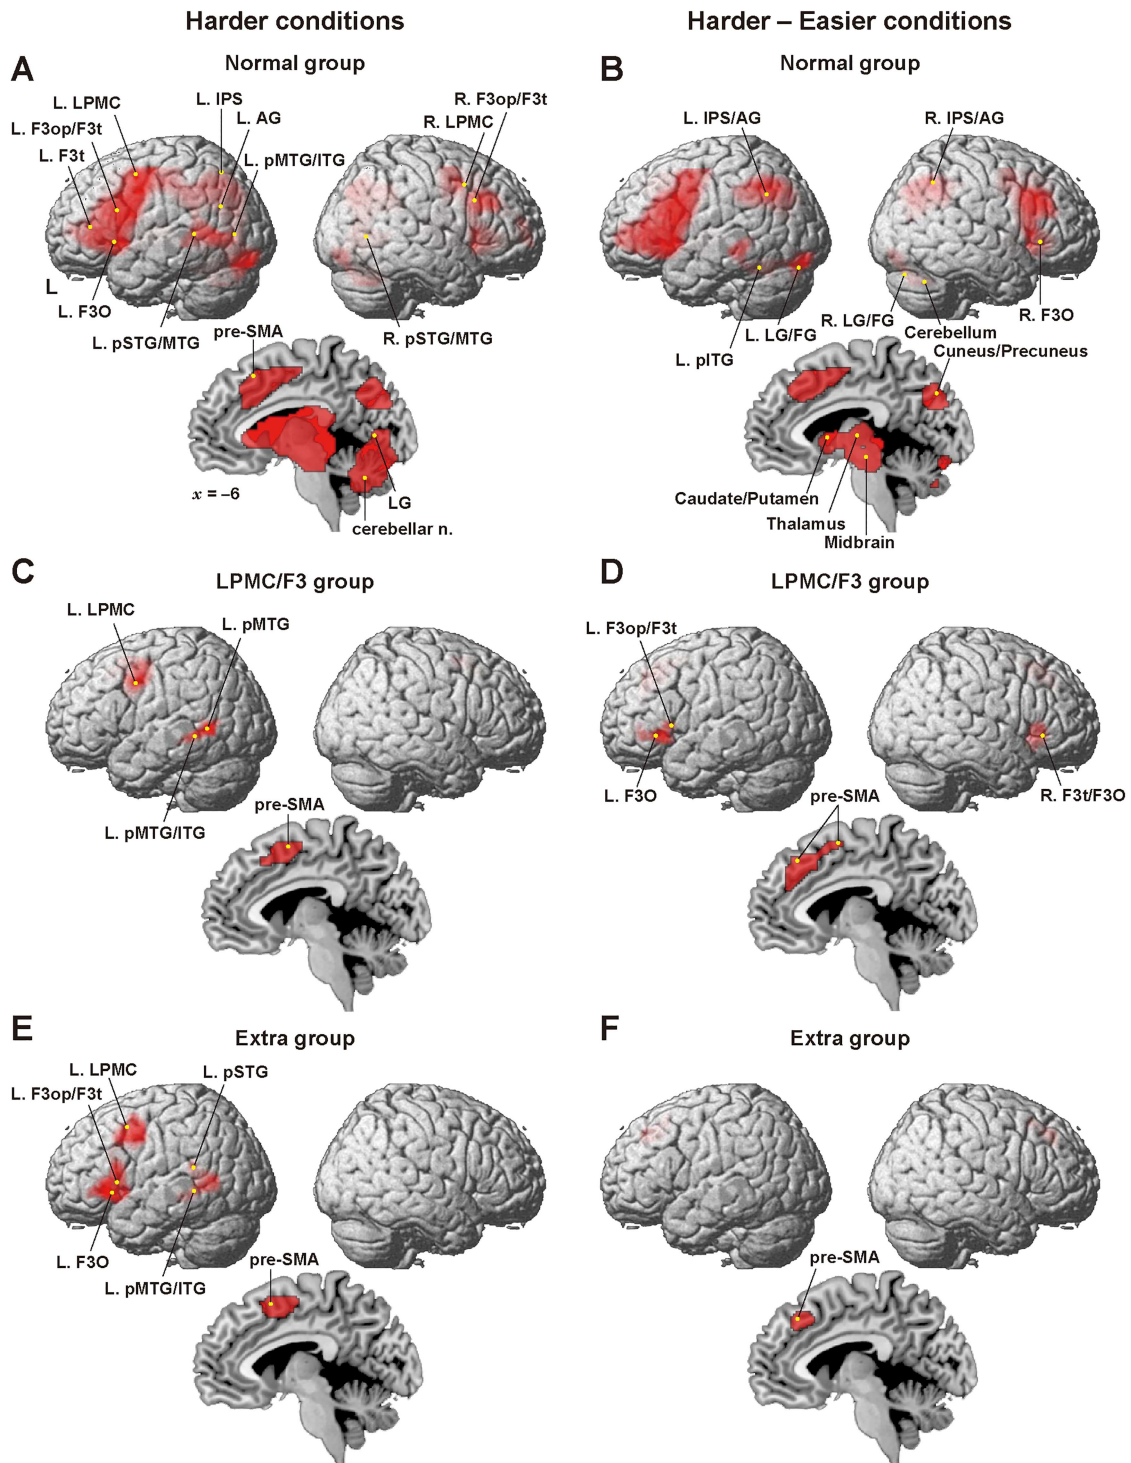 Harder conditions
Harder – Easier conditions
A
Normal group
L. LPMC
L. IPS
R. F3op/F3t
L. F3op/F3t
L. AG
R. LPMC
L. F3t
L. pMTG/ITG
L
L. F3O
L. pSTG/MTG
pre-SMA
R. pSTG/MTG
x = –6
LG
cerebellar n.
B
Normal group
L. IPS/AG
R. IPS/AG
L. pITG
L. LG/FG
R. LG/FG
Cerebellum
R. F3O
Cuneus/Precuneus
Caudate/Putamen
Thalamus
Midbrain
C
LPMC/F3 group
L. LPMC
L. pMTG
L. pMTG/ITG
pre-SMA
D
LPMC/F3 group
L. F3op/F3t
L. F3O
pre-SMA
R. F3t/F3O
E
Extra group
L. LPMC
L. pSTG
L. F3op/F3t
L. F3O
L. pMTG/ITG
pre-SMA
F
Extra group
pre-SMA